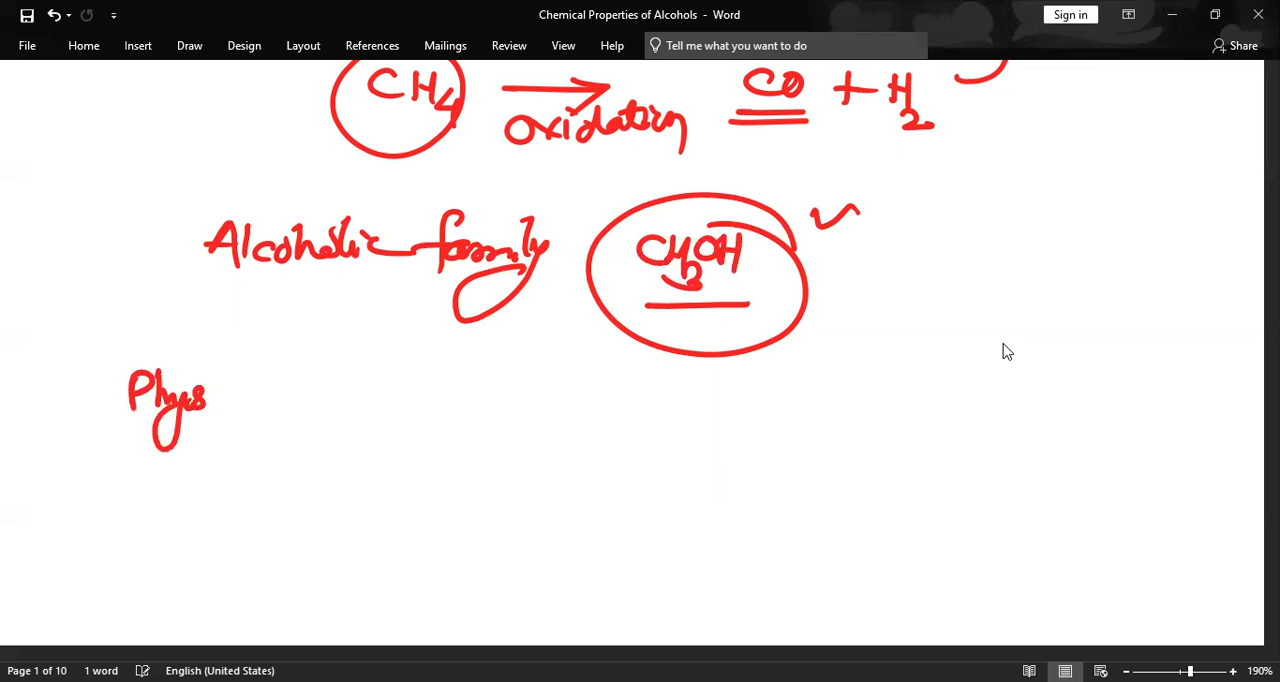 Chemical Properties of Alcohols - Word
Sign in
File Home Insert Draw Design Layout References Mailings Review View Help Tell me what you want to do Share
CH4 → CO + H2
oxidation
Alcoholic family CH3OH
Phys
Page 1 of 10 1 word English (United States) 190%